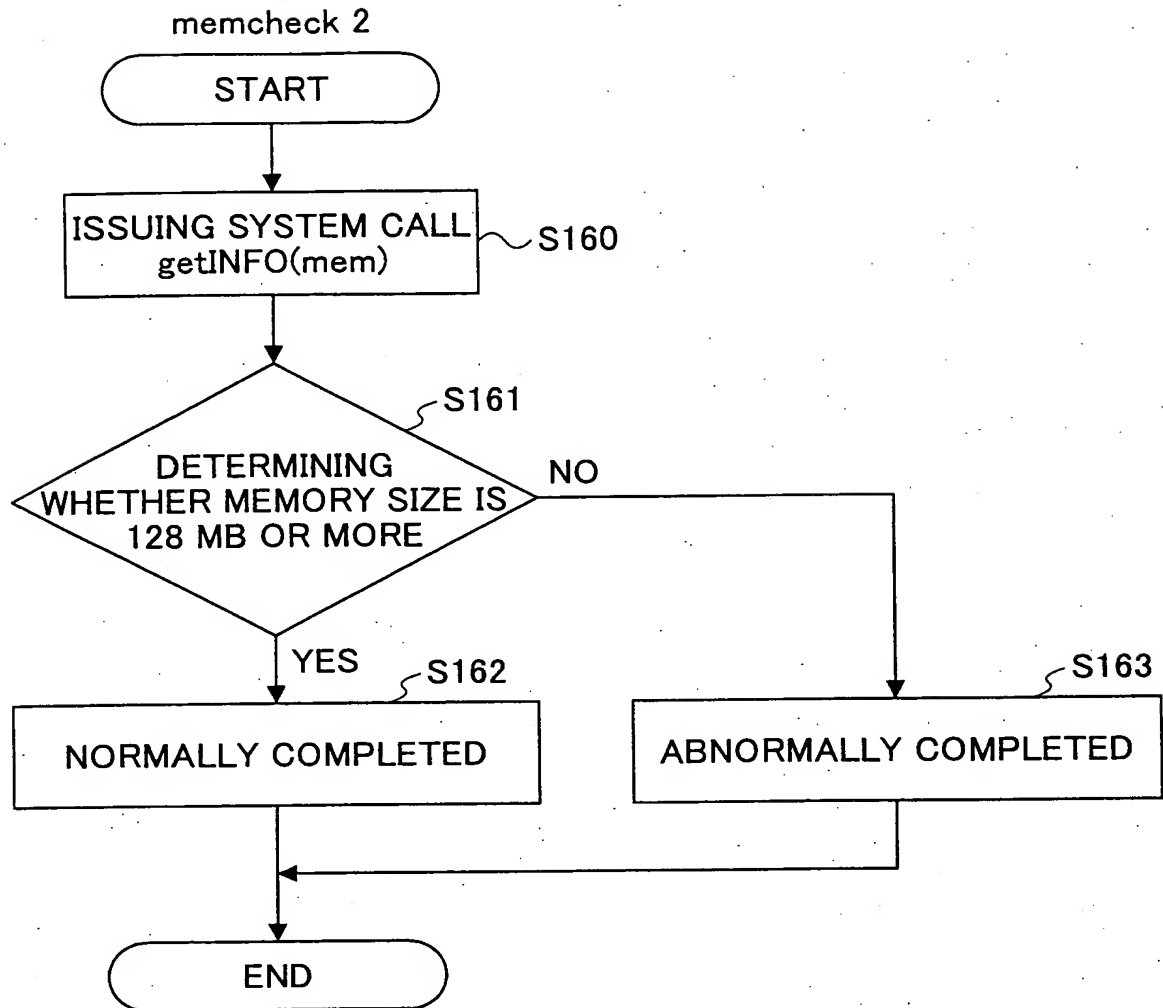 memcheck 2
START
ISSUING SYSTEM CALL
getINFO(mem)
S160
S161
DETERMINING
WHETHER MEMORY SIZE IS
128 MB OR MORE
NO
YES
S162
S163
NORMALLY COMPLETED
ABNORMALLY COMPLETED
END